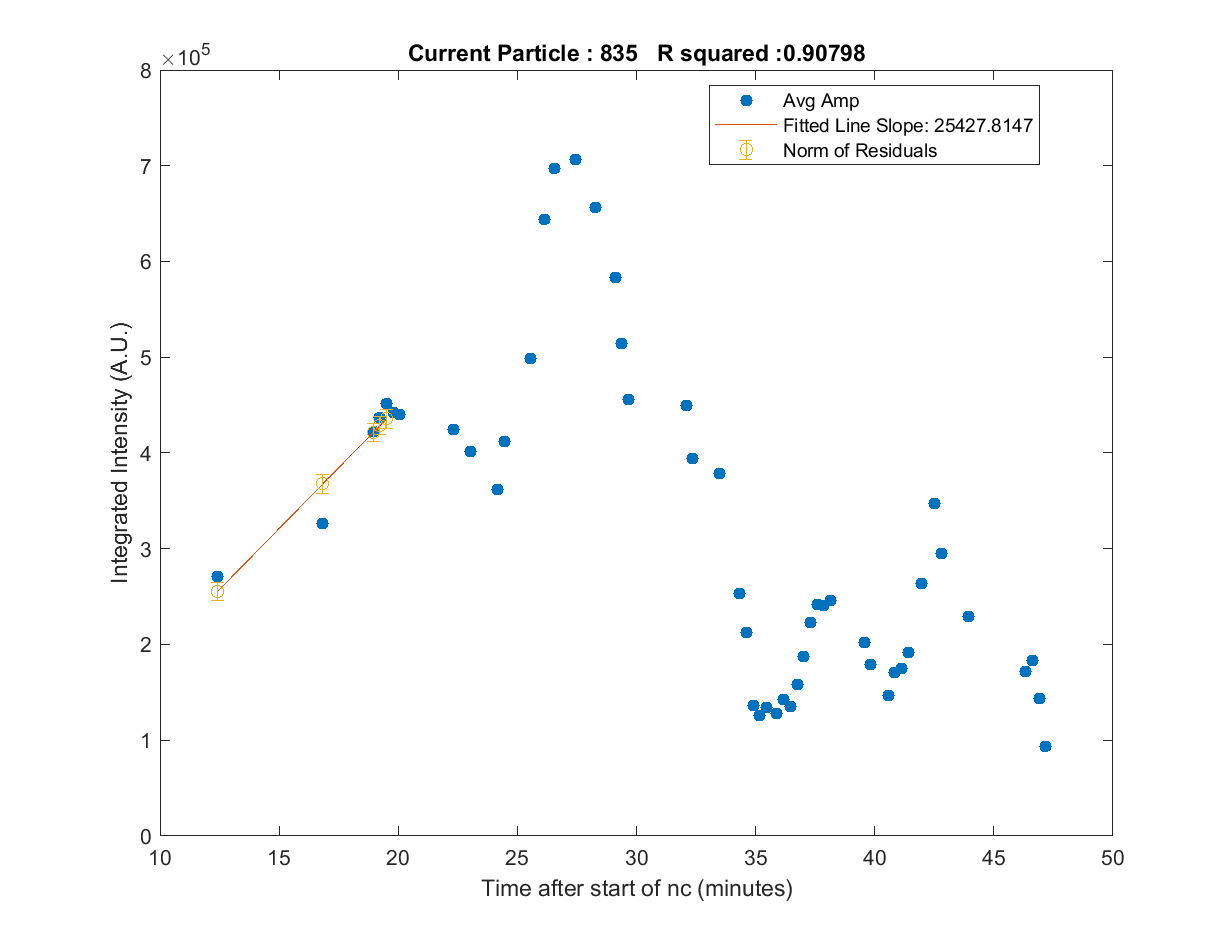 Current Particle : 835   R squared :0.90798
×10^5
8
7
6
5
4
3
2
1
0
10 15 20 25 30 35 40 45 50
Integrated Intensity (A.U.)
Time after start of nc (minutes)
Avg Amp
Fitted Line Slope: 25427.8147
Norm of Residuals